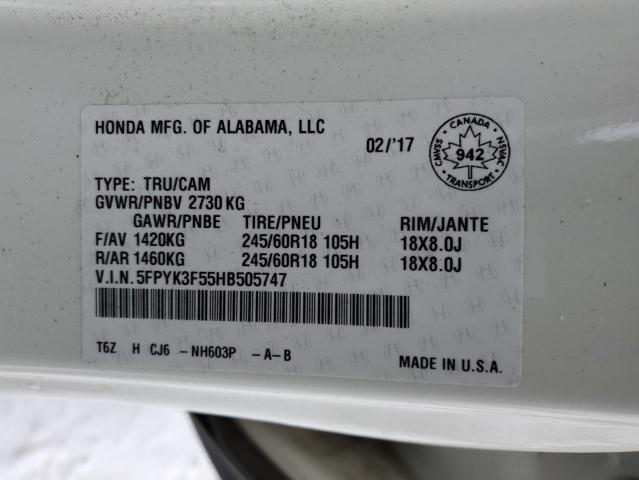 HONDA MFG. OF ALABAMA, LLC
02/'17
CANADA
CMVSS
NSVAC
942
TRANSPORT
TYPE: TRU/CAM
GVWR/PNBV 2730 KG
GAWR/PNBE TIRE/PNEU RIM/JANTE
F/AV 1420KG 245/60R18 105H 18X8.0J
R/AR 1460KG 245/60R18 105H 18X8.0J
V.I.N. 5FPYK3F55HB505747
T6Z H CJ6 -NH603P -A-B
MADE IN U.S.A.